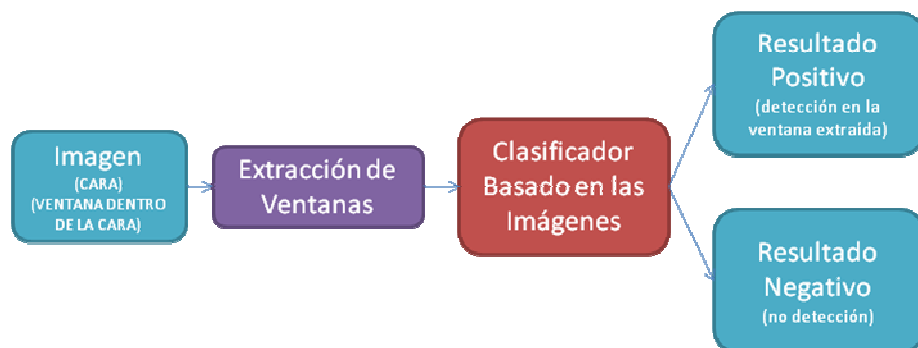 Imagen
(CARA)
(VENTANA DENTRO
DE LA CARA)
Extracción de
Ventanas
Clasificador
Basado en las
Imágenes
Resultado
Positivo
(detección en la
ventana extraída)
Resultado
Negativo
(no detección)